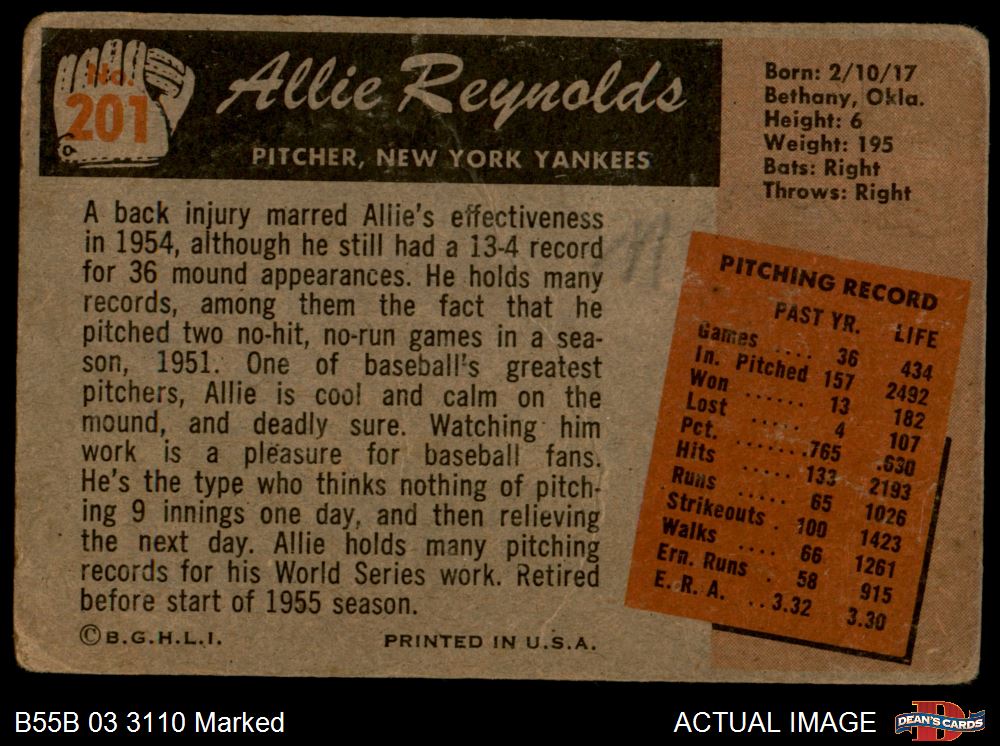 No.
201
Allie Reynolds
PITCHER, NEW YORK YANKEES
Born: 2/10/17
Bethany, Okla.
Height: 6
Weight: 195
Bats: Right
Throws: Right
A back injury marred Allie's effectiveness
in 1954, although he still had a 13-4 record
for 36 mound appearances. He holds many
records, among them the fact that he
pitched two no-hit, no-run games in a sea-
son, 1951. One of baseball's greatest
pitchers, Allie is cool and calm on the
mound, and deadly sure. Watching him
work is a pleasure for baseball fans.
He's the type who thinks nothing of pitch-
ing 9 innings one day, and then relieving
the next day. Allie holds many pitching
records for his World Series work. Retired
before start of 1955 season.
©B.G.H.L.I. PRINTED IN U.S.A.
PITCHING RECORD
PAST YR. LIFE
Games .... 36 434
In. Pitched 157 2492
Won ...... 13 182
Lost ..... 4 107
Pct. .......765 .630
Hits ...... 133 2193
Runs ..... 65 1026
Strikeouts . 100 1423
Walks .... 66 1261
Ern. Runs . 58 915
E. R. A. ..3.32 3.30
B55B 03 3110 Marked
ACTUAL IMAGE
DEAN'S CARDS